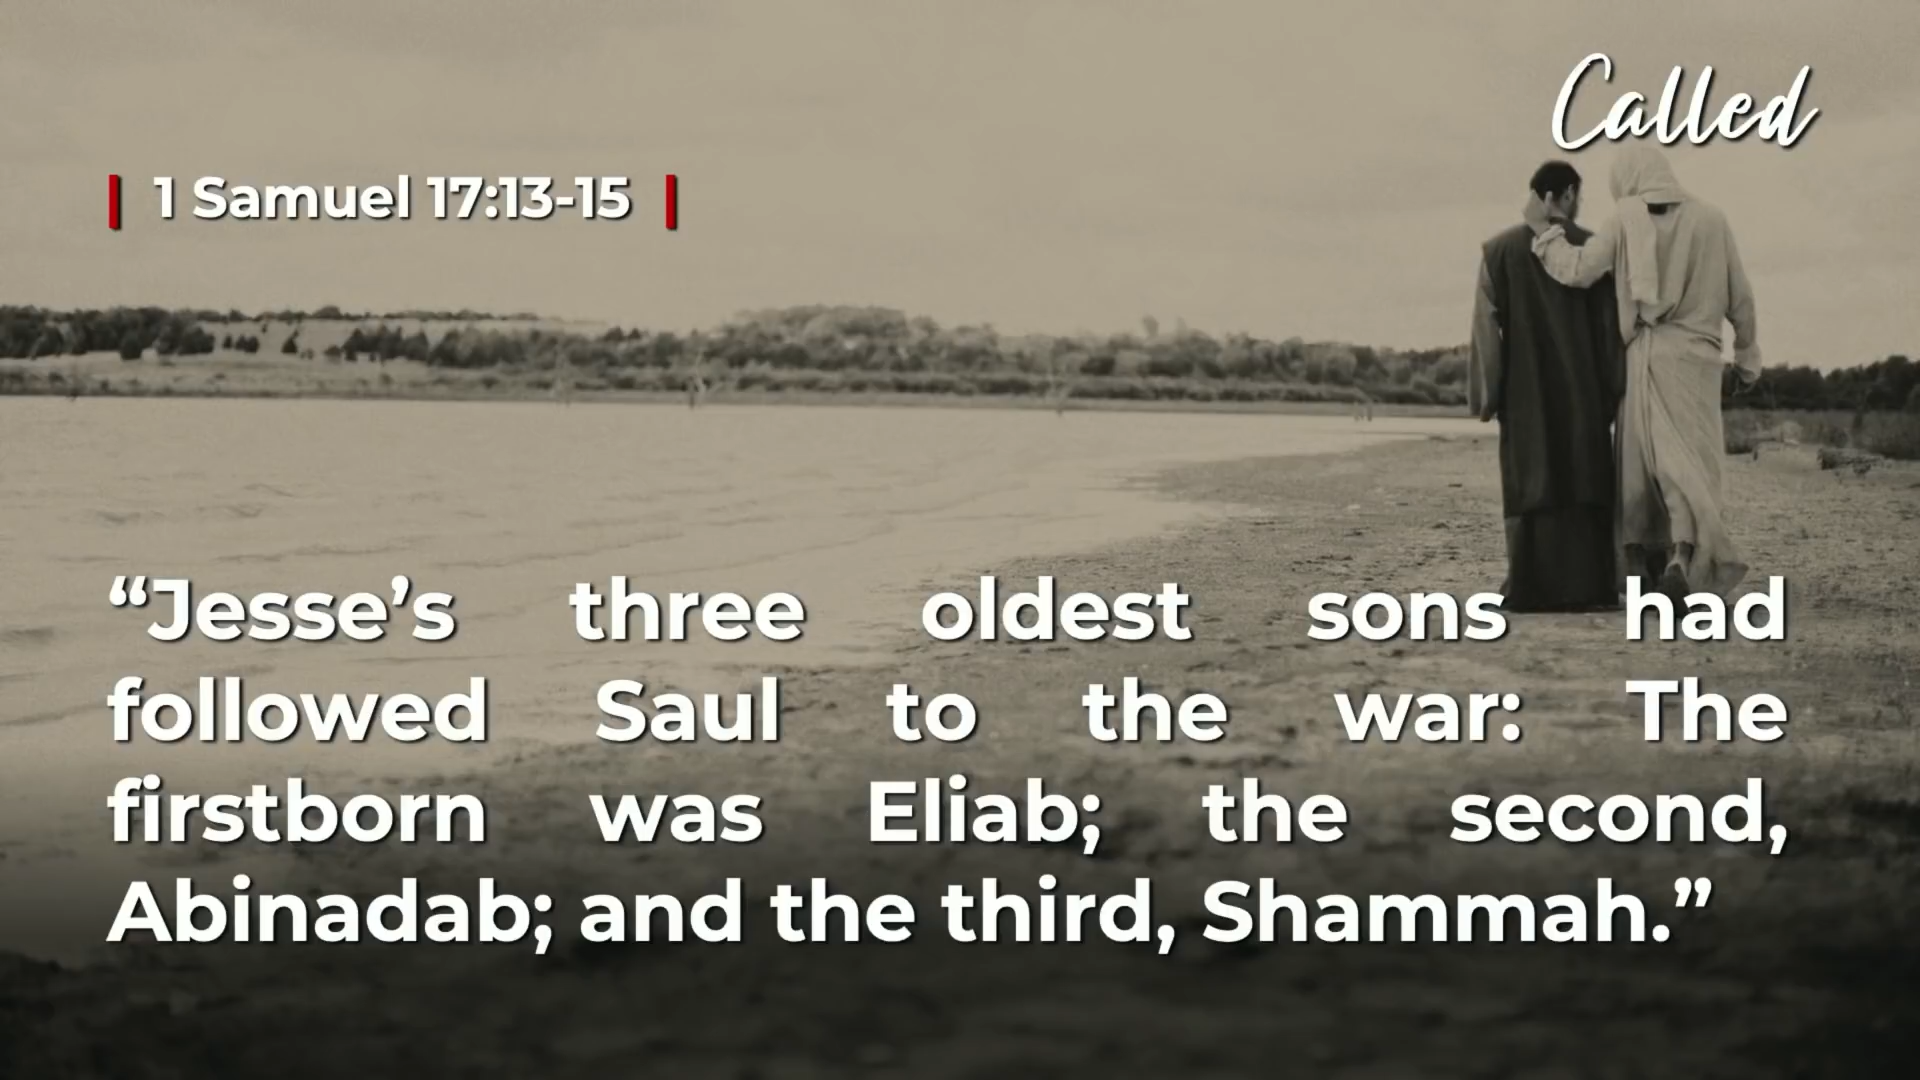 Called
1 Samuel 17:13-15
“Jesse’s three oldest sons had
followed Saul to the war: The
firstborn was Eliab; the second,
Abinadab; and the third, Shammah.”